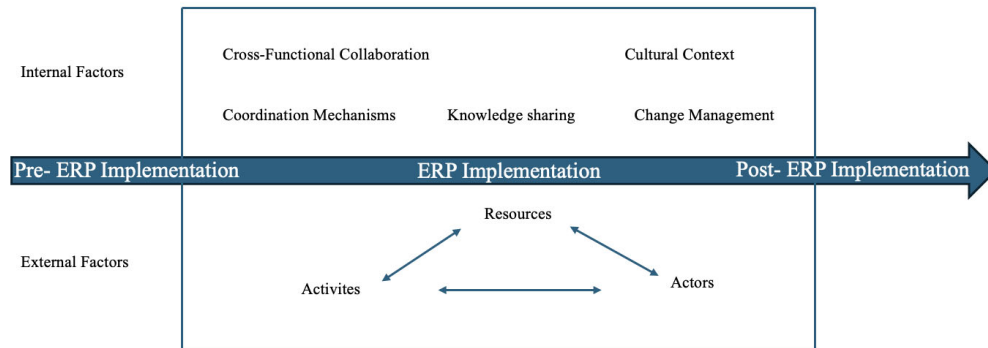 Cross-Functional Collaboration
Cultural Context
Internal Factors
Coordination Mechanisms
Knowledge sharing
Change Management
Pre- ERP Implementation
ERP Implementation
Post- ERP Implementation
Resources
External Factors
Activites
Actors